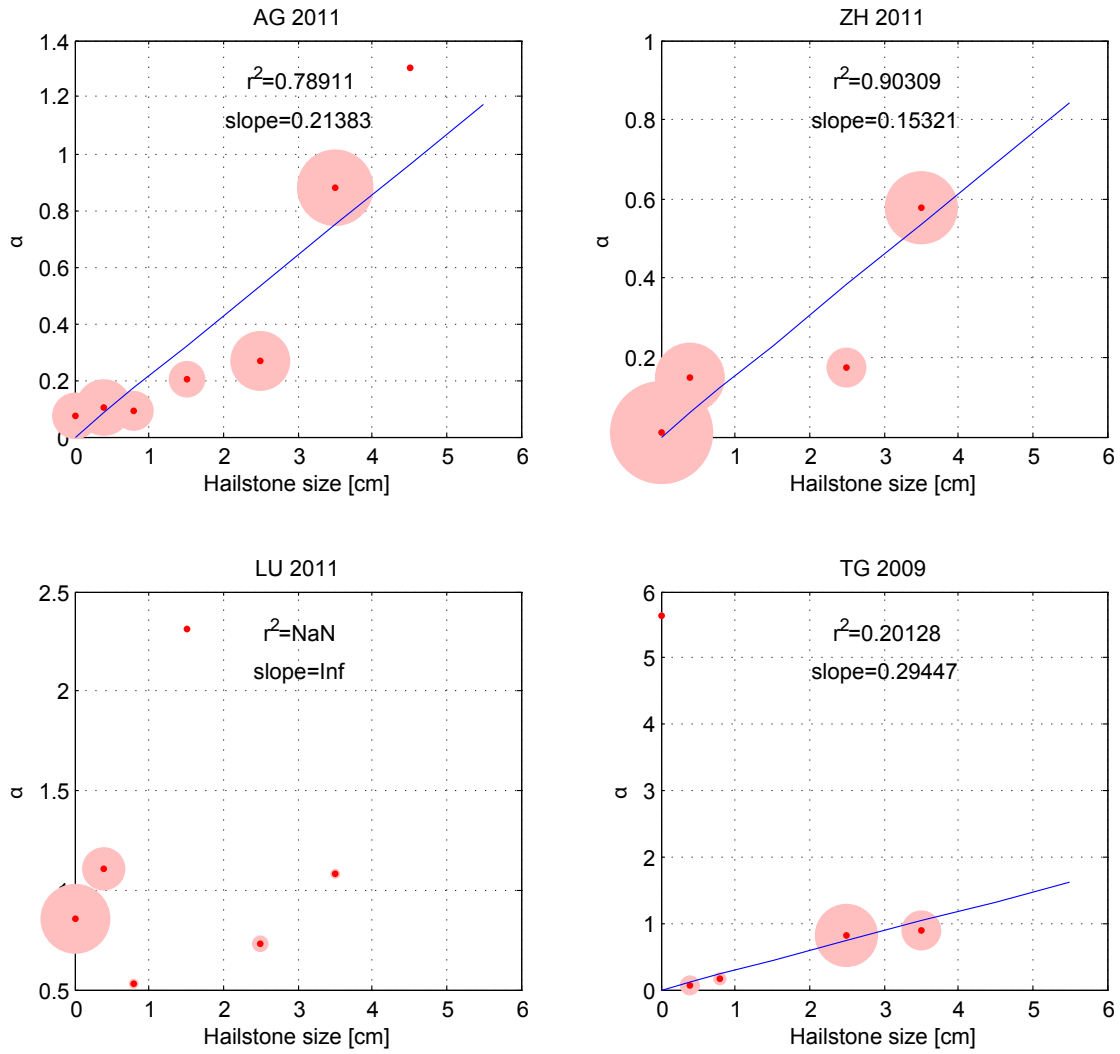 AG 2011
1.4
1.2
1
0.8
0.6
0.4
0.2
0
α
r²=0.78911
slope=0.21383
0 1 2 3 4 5 6
Hailstone size [cm]
ZH 2011
1
0.8
0.6
0.4
0.2
α
r²=0.90309
slope=0.15321
0 1 2 3 4 5 6
Hailstone size [cm]
LU 2011
2.5
2
1.5
1
0.5
α
r²=NaN
slope=Inf
0 1 2 3 4 5 6
Hailstone size [cm]
TG 2009
6
5
4
3
2
1
0
α
r²=0.20128
slope=0.29447
0 1 2 3 4 5 6
Hailstone size [cm]